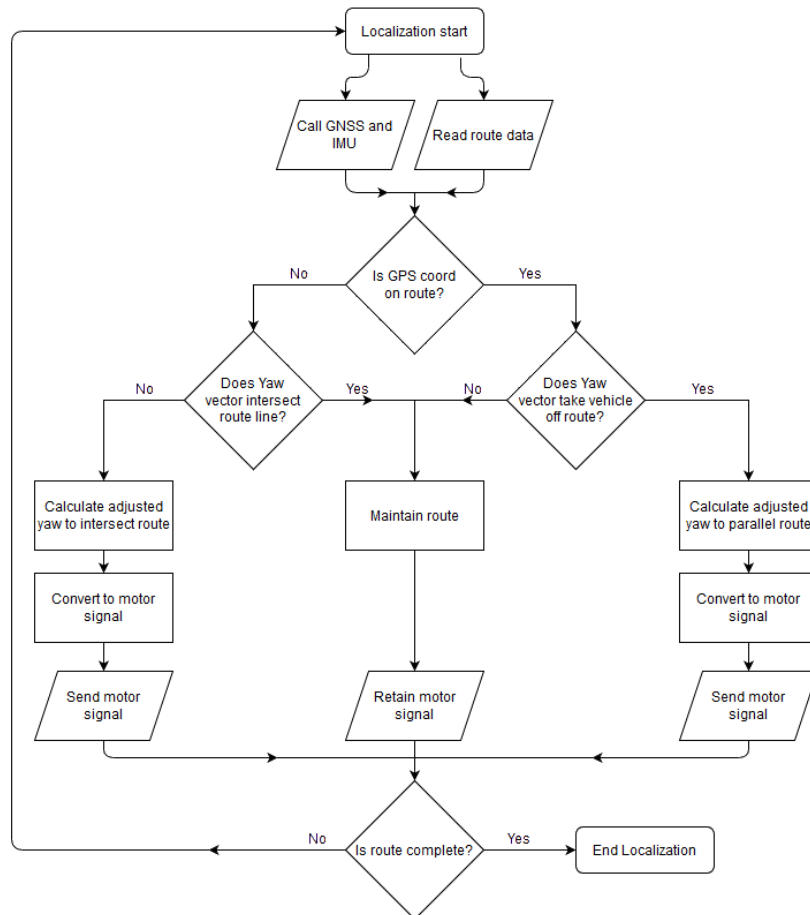 Localization start
Call GNSS and
IMU
Read route data
Is GPS coord
on route?
No
Yes
Does Yaw
vector intersect
route line?
No
Yes
Does Yaw
vector take vehicle
off route?
No
Yes
Calculate adjusted
yaw to intersect route
Maintain route
Calculate adjusted
yaw to parallel route
Convert to motor
signal
Convert to motor
signal
Send motor
signal
Retain motor
signal
Send motor
signal
Is route complete?
No
Yes
End Localization